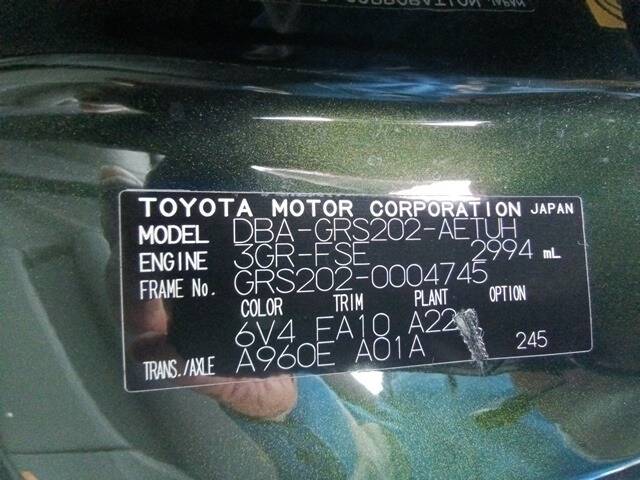 TOYOTA MOTOR CORPORATION JAPAN
MODEL DBA-GRS202-AETUH
ENGINE 3GR-FSE 2994 mL
FRAME No. GRS202-0004745
COLOR TRIM PLANT OPTION
6V4 FA10 A22
245
TRANS./AXLE A960E A01A